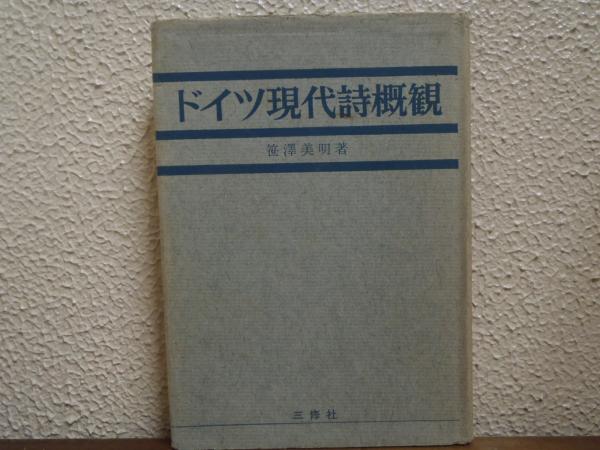 ドイツ現代詩概観
笹澤美明著
三修社